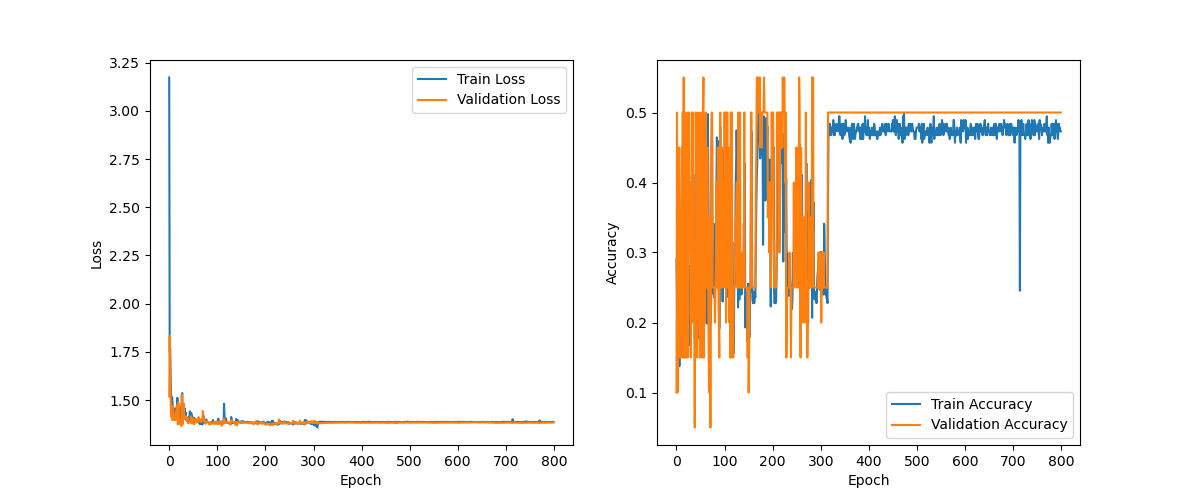 3.25
3.00
2.75
2.50
2.25
2.00
1.75
1.50
Loss
0 100 200 300 400 500 600 700 800
Epoch
Train Loss
Validation Loss
0.5
0.4
0.3
0.2
0.1
Accuracy
0 100 200 300 400 500 600 700 800
Epoch
Train Accuracy
Validation Accuracy